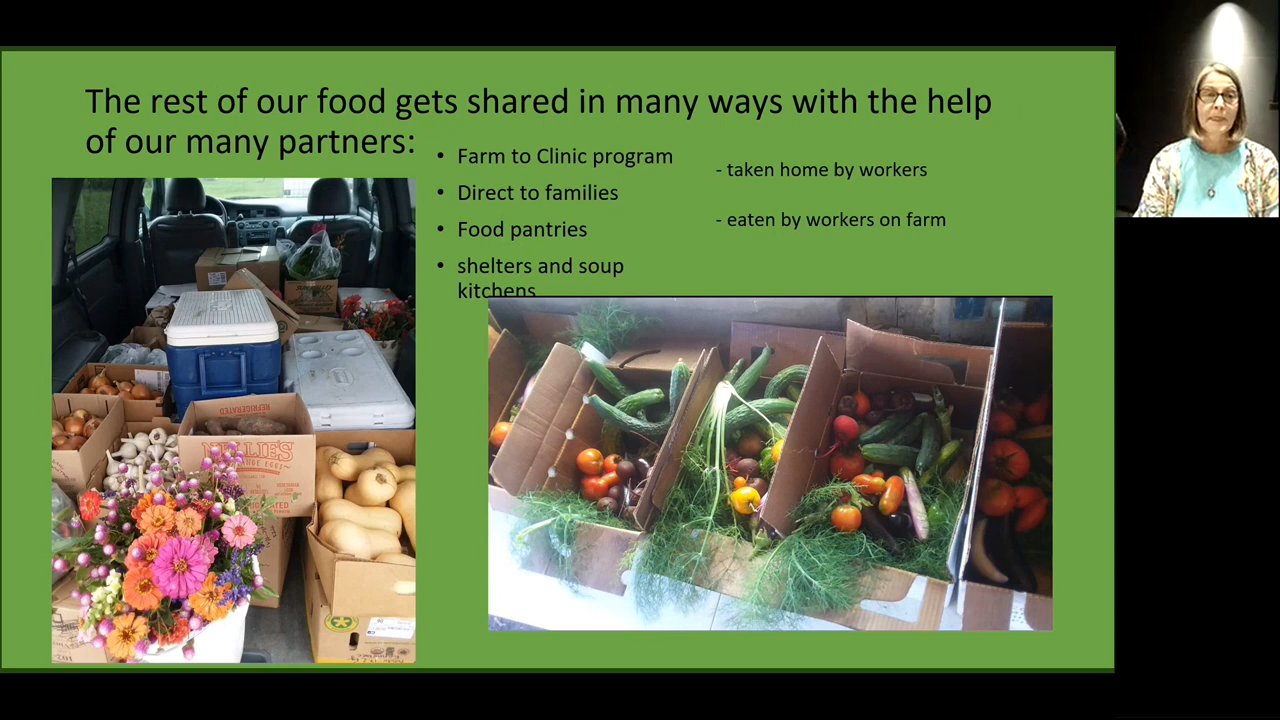 The rest of our food gets shared in many ways with the help
of our many partners:
• Farm to Clinic program
• Direct to families
• Food pantries
• shelters and soup
kitchens
- taken home by workers
- eaten by workers on farm
REFRIGERATED
NELLIE'S